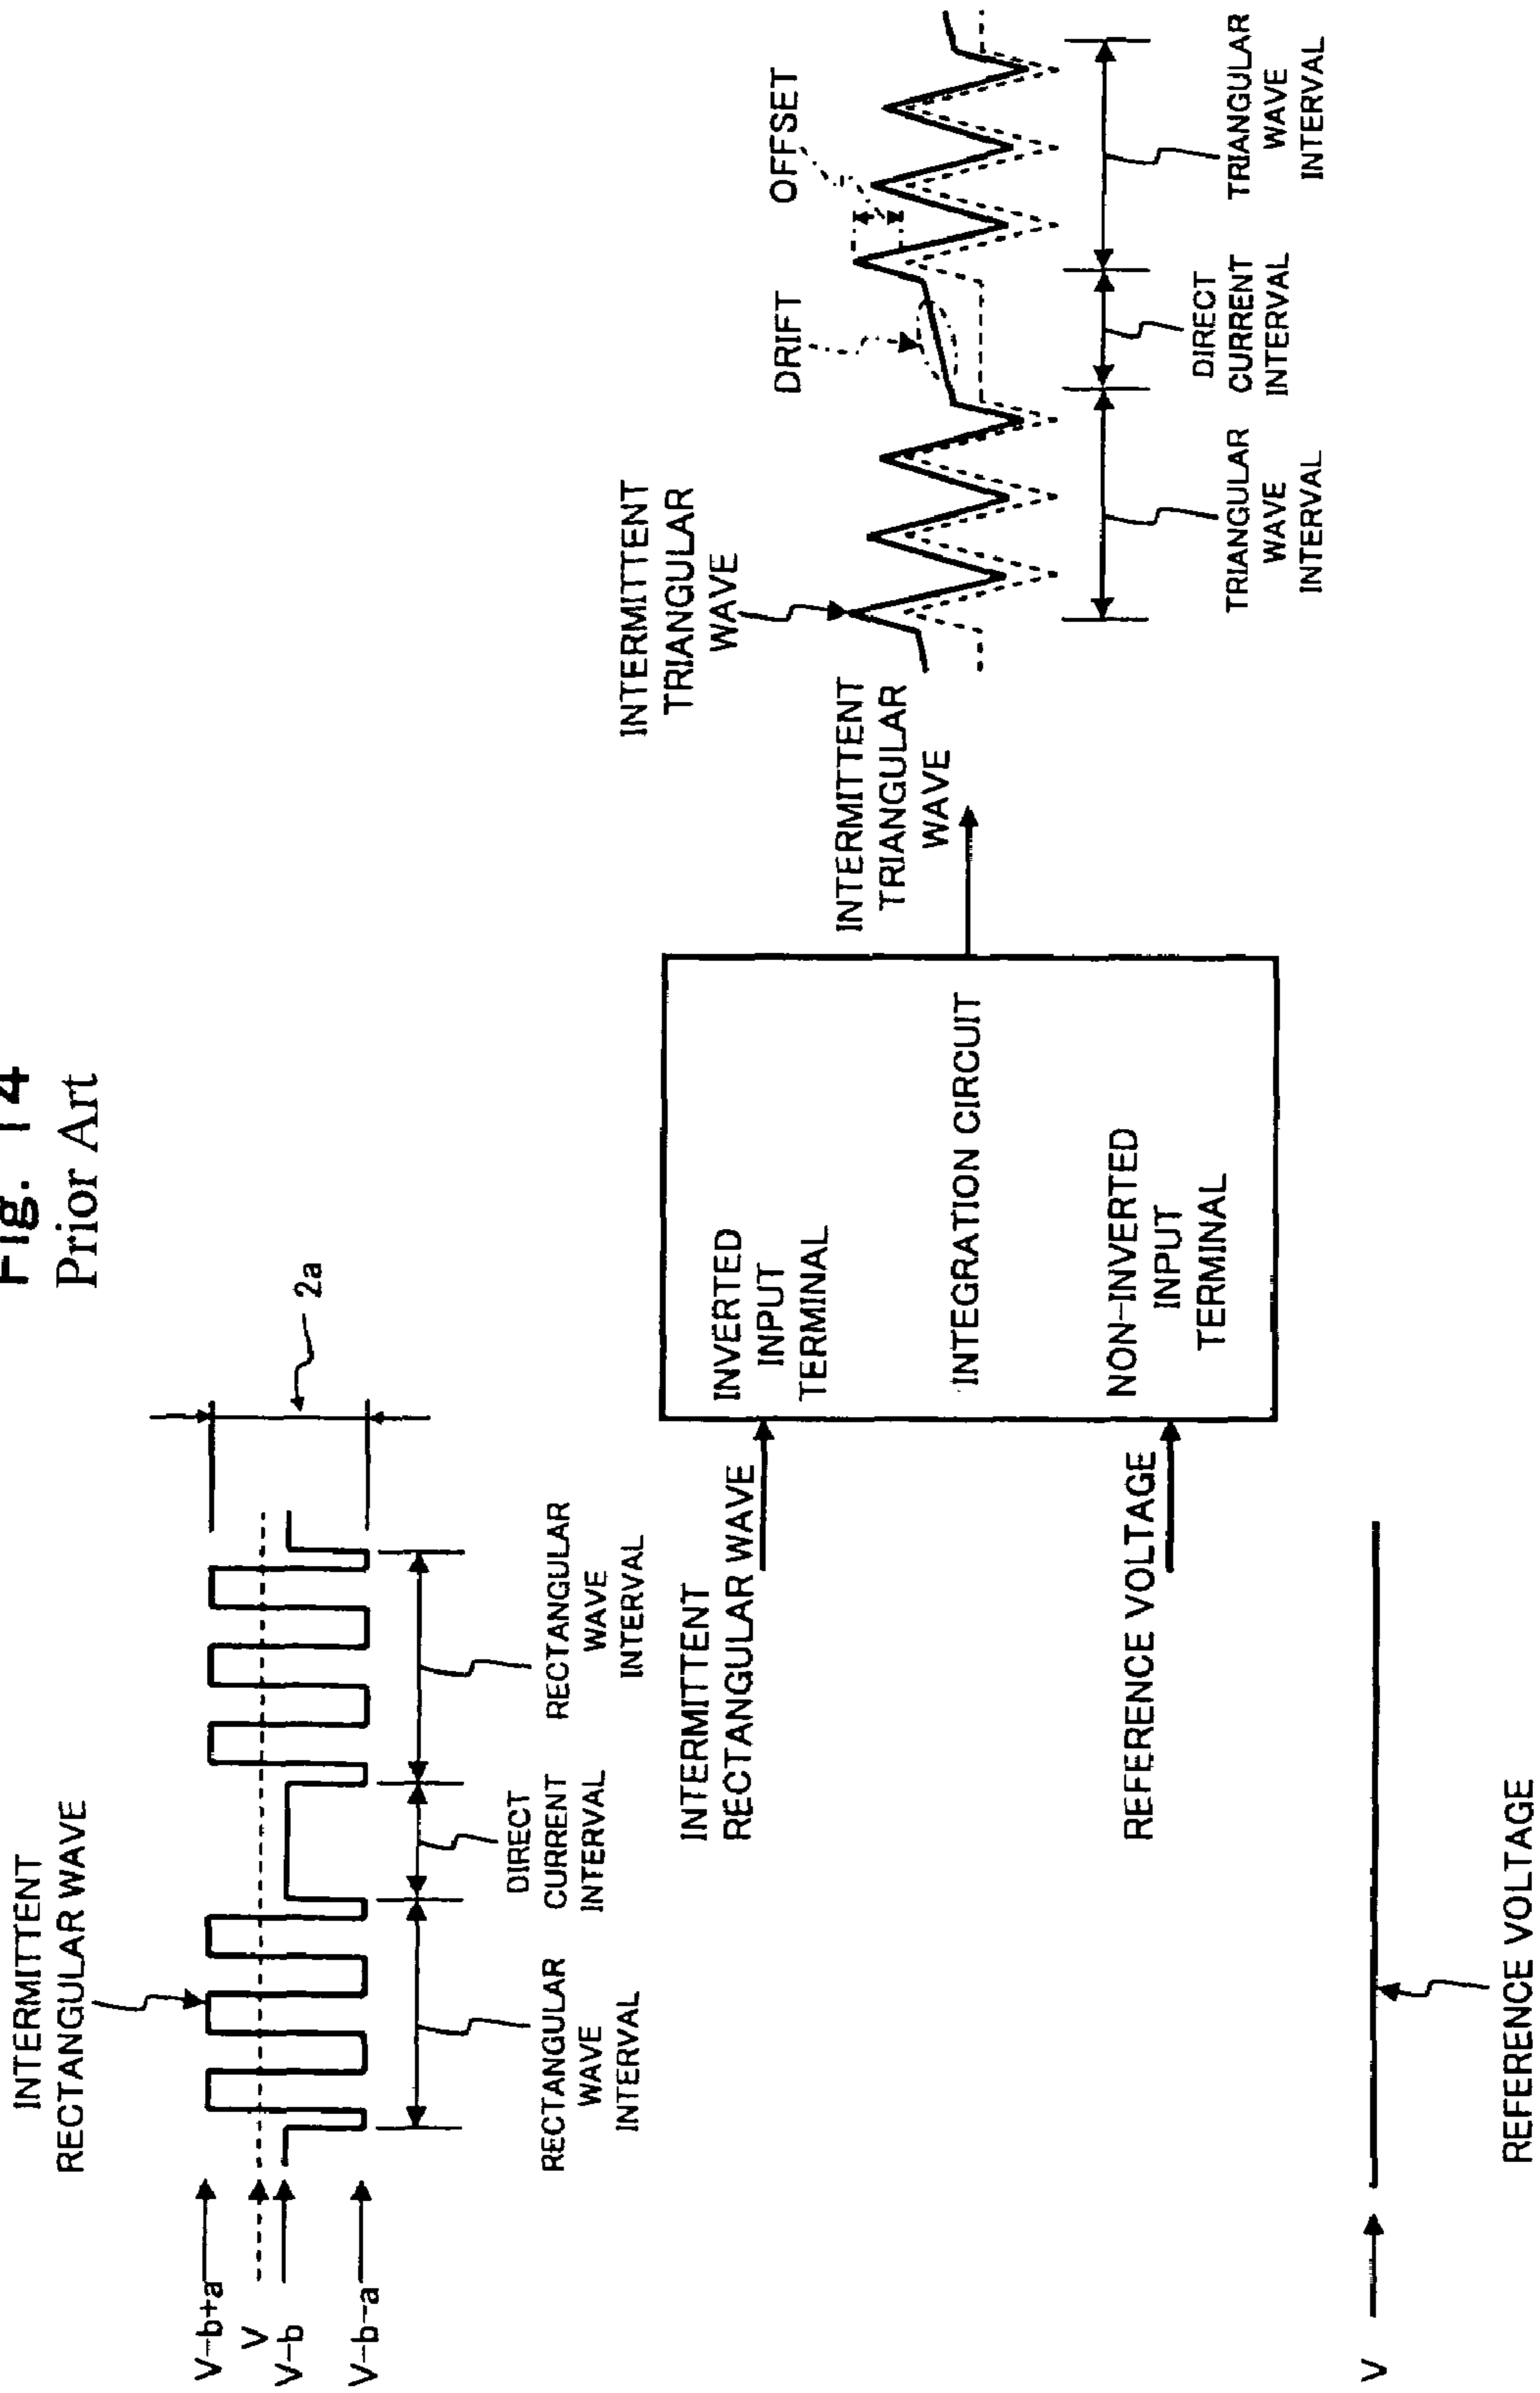 Fig. 14
Prior Art
INTERMITTENT
RECTANGULAR WAVE
V-b+a
V
V-b
V-b-a
2a
RECTANGULAR
WAVE
INTERVAL
DIRECT
CURRENT
INTERVAL
RECTANGULAR
WAVE
INTERVAL
INTERMITTENT
RECTANGULAR WAVE
INVERTED
INPUT
TERMINAL
INTEGRATION CIRCUIT
REFERENCE VOLTAGE
NON-INVERTED
INPUT
TERMINAL
V
REFERENCE VOLTAGE
INTERMITTENT
TRIANGULAR
WAVE
INTERMITTENT
TRIANGULAR
WAVE
DRIFT
OFFSET
TRIANGULAR
WAVE
INTERVAL
DIRECT
CURRENT
INTERVAL
TRIANGULAR
WAVE
INTERVAL